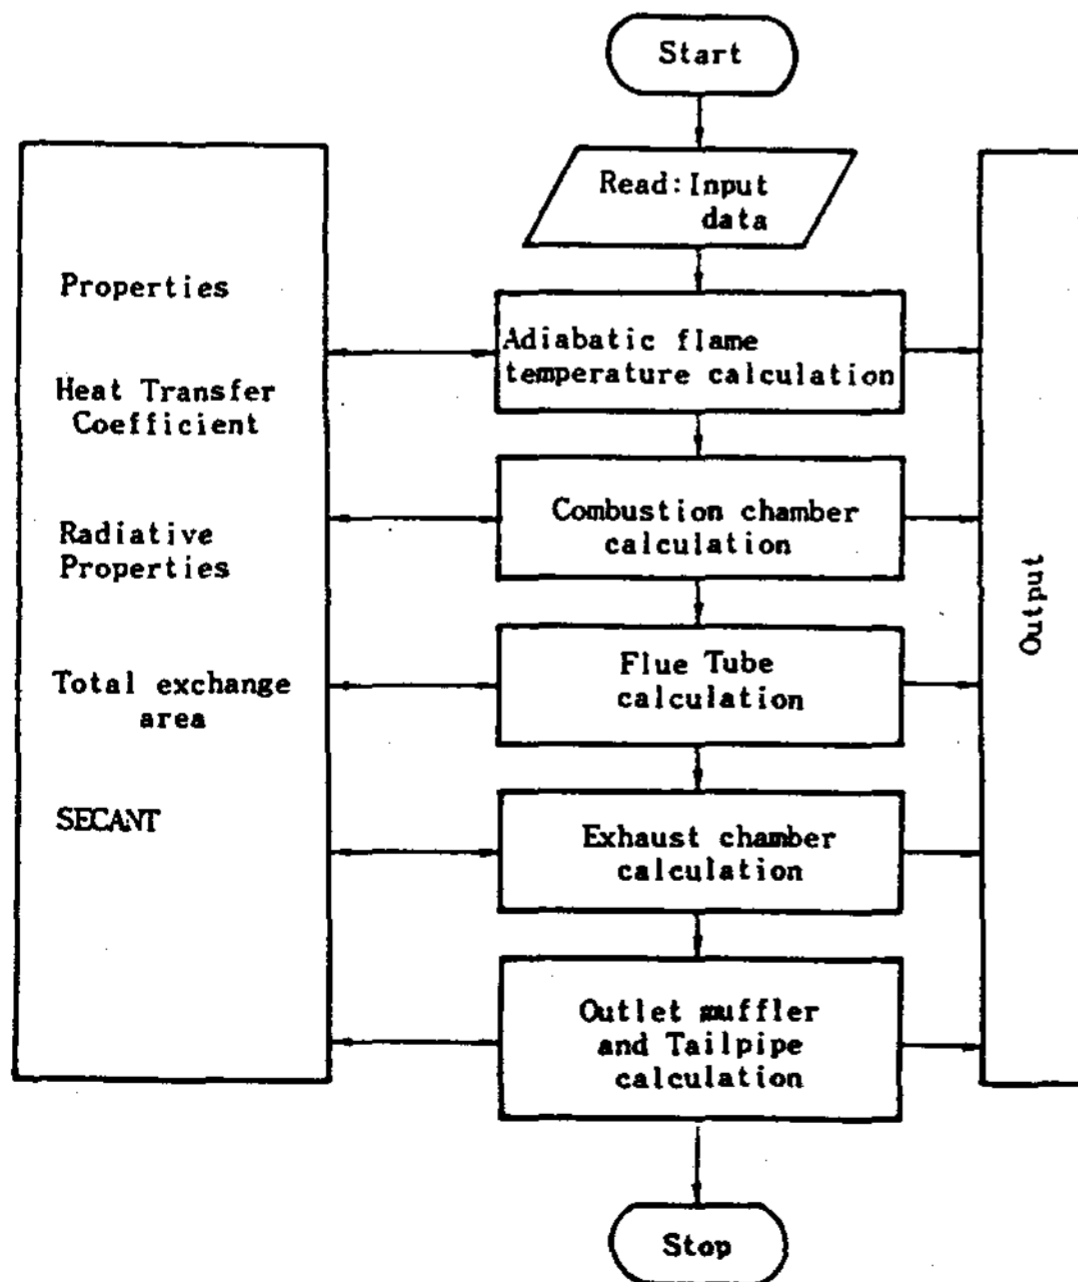 Start
Read:Input
data
Properties
Heat Transfer
Coefficient
Radiative
Properties
Total exchange
area
SECANT
Adiabatic flame
temperature calculation
Combustion chamber
calculation
Flue Tube
calculation
Exhaust chamber
calculation
Outlet muffler
and Tailpipe
calculation
Output
Stop